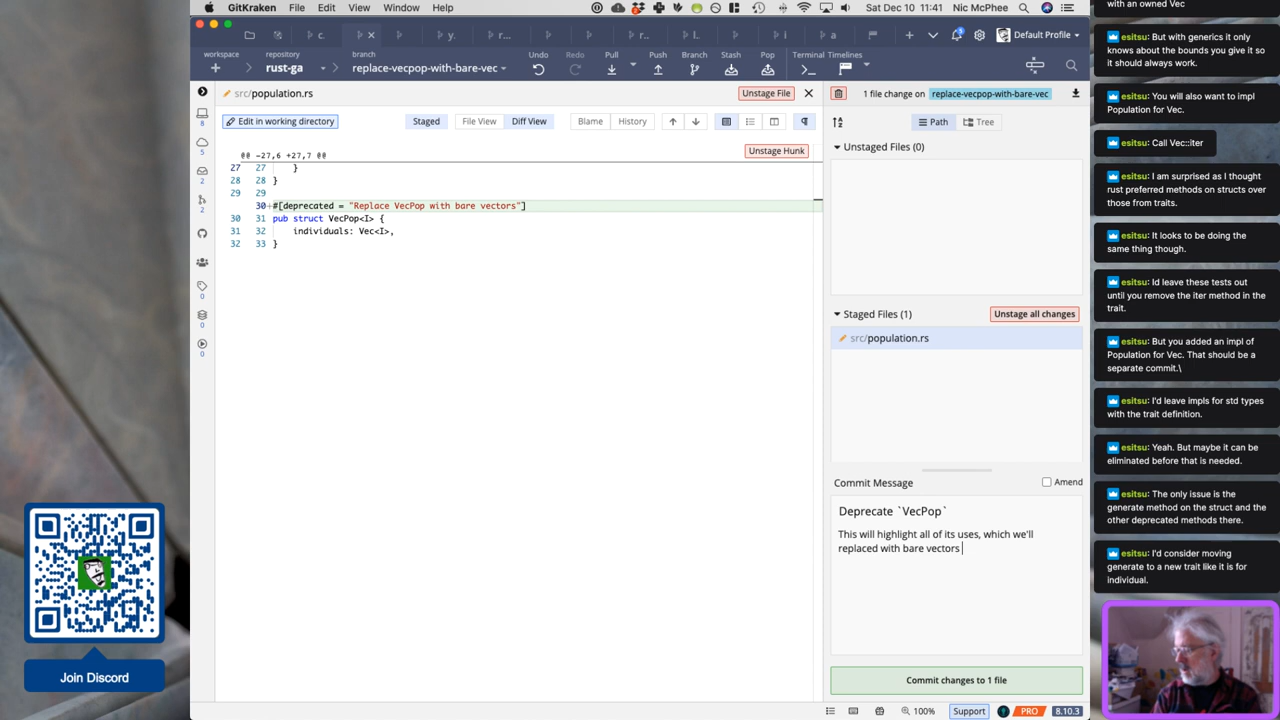 GitKraken File Edit View Window Help
Sat Dec 10 11:41 Nic McPhee
c. y. r... r.. l. i a
Default Profile
workspace
repository
rust-ga
branch
replace-vecpop-with-bare-vec
Undo Redo Pull Push Branch Stash Pop Terminal Timelines
8
5
2
2
0
0
0
src/population.rs
Unstage File
Edit in working directory
Staged File View Diff View Blame History
@@ -27,6 +27,7 @@
Unstage Hunk
27 27 }
28 28 }
29 29
30 +#[deprecated = "Replace VecPop with bare vectors"]
30 31 pub struct VecPop<I> {
31 32 individuals: Vec<I>,
32 33 }
1 file change on replace-vecpop-with-bare-vec
Path Tree
Unstaged Files (0)
Staged Files (1) Unstage all changes
src/population.rs
Commit Message Amend
Deprecate `VecPop`
This will highlight all of its uses, which we'll
replaced with bare vectors
Commit changes to 1 file
100% Support PRO 8.10.3
with an owned Vec
esitsu: But with generics it only
knows about the bounds you give it so
it should always work.
esitsu: You will also want to impl
Population for Vec.
esitsu: Call Vec::iter
esitsu: I am surprised as I thought
rust preferred methods on structs over
those from traits.
esitsu: It looks to be doing the
same thing though.
esitsu: Id leave these tests out
until you remove the iter method in the
trait.
esitsu: But you added an impl of
Population for Vec. That should be a
separate commit.\
esitsu: I'd leave impls for std types
with the trait definition.
esitsu: Yeah. But maybe it can be
eliminated before that is needed.
esitsu: The only issue is the
generate method on the struct and the
other deprecated methods there.
esitsu: I'd consider moving
generate to a new trait like it is for
individual.
Join Discord